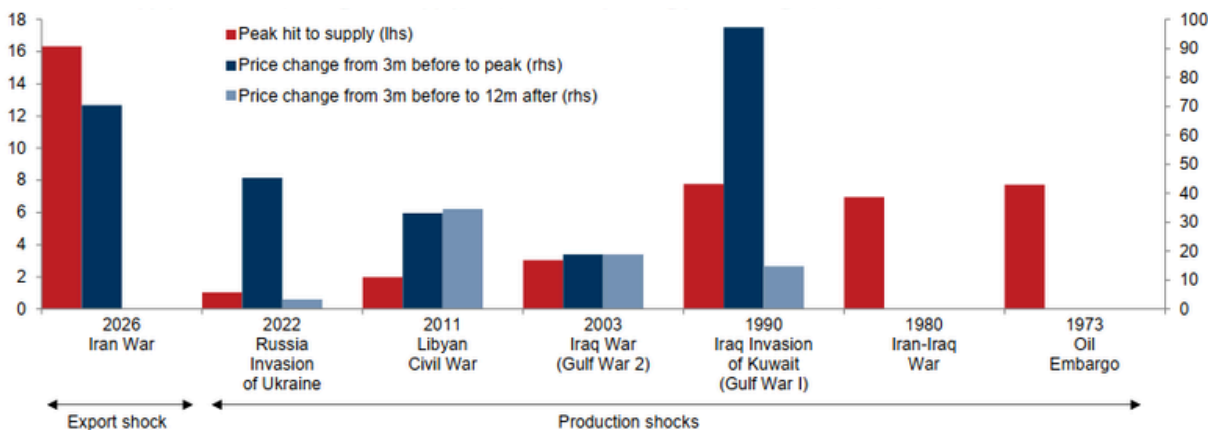 18
16
14
12
10
8
6
4
2
0
Peak hit to supply (lhs)
Price change from 3m before to peak (rhs)
Price change from 3m before to 12m after (rhs)
100
90
80
70
60
50
40
30
20
10
0
2026
Iran War
2022
Russia
Invasion
of Ukraine
2011
Libyan
Civil War
2003
Iraq War
(Gulf War 2)
1990
Iraq Invasion
of Kuwait
(Gulf War I)
1980
Iran-Iraq
War
1973
Oil
Embargo
Export shock
Production shocks